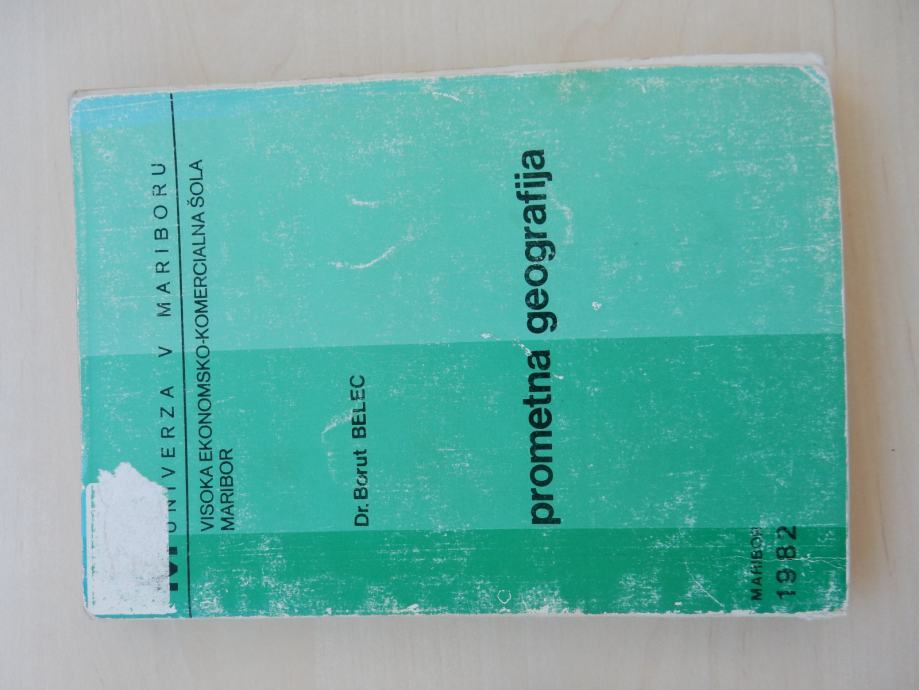 UNIVERZA V MARIBORU
VISOKA EKONOMSKO-KOMERCIALNA ŠOLA
MARIBOR
Dr. Borut BELEC
prometna geografija
MARIBOR
1982